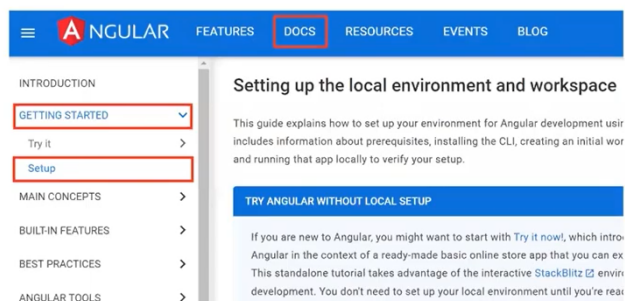 ANGULAR FEATURES DOCS RESOURCES EVENTS BLOG
INTRODUCTION
GETTING STARTED
Try it
Setup
MAIN CONCEPTS
BUILT-IN FEATURES
BEST PRACTICES
ANGULAR TOOLS
Setting up the local environment and workspace
This guide explains how to set up your environment for Angular development usin
includes information about prerequisites, installing the CLI, creating an initial wor
and running that app locally to verify your setup.
TRY ANGULAR WITHOUT LOCAL SETUP
If you are new to Angular, you might want to start with Try it now!, which intro
Angular in the context of a ready-made basic online store app that you can ex
This standalone tutorial takes advantage of the interactive StackBlitz enviro
development. You don't need to set up your local environment until you're read